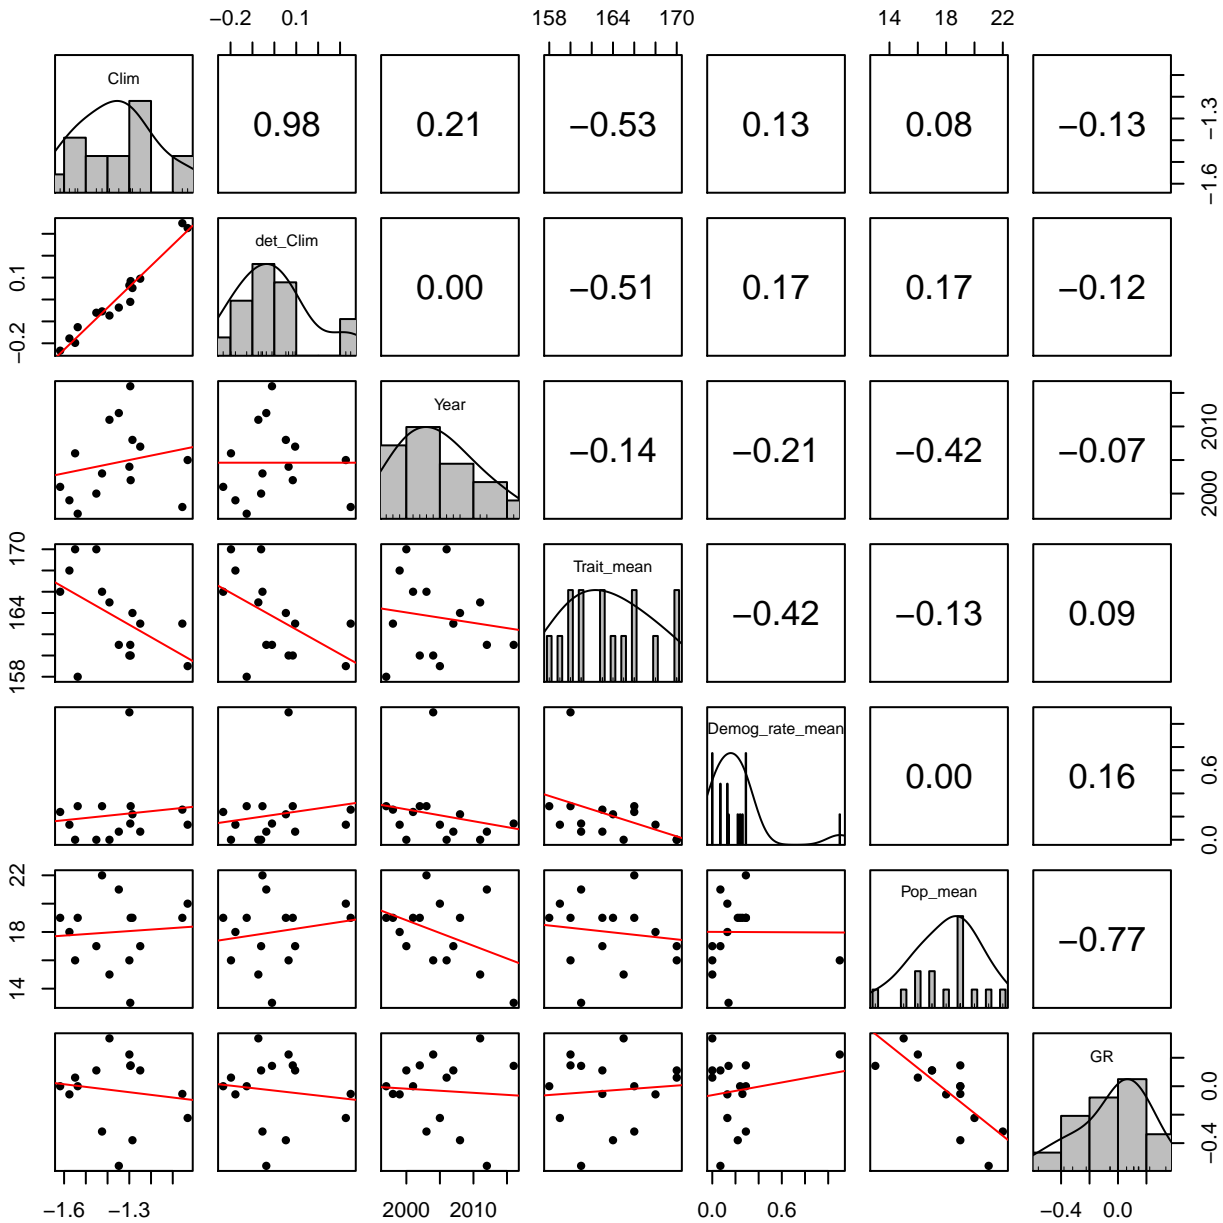 −0.2 0.1 158 164 170 14 18 22
Clim 0.98 0.21 −0.53 0.13 0.08 −0.13 −1.6 −1.3
−0.2 0.1 det_Clim 0.00 −0.51 0.17 0.17 −0.12
Year −0.14 −0.21 −0.42 −0.07 2000 2010
158 164 170 Trait_mean −0.42 −0.13 0.09
Demog_rate_mean 0.00 0.16 0.0 0.6
14 18 22 Pop_mean −0.77
GR −0.4 0.0
−1.6 −1.3 2000 2010 0.0 0.6 −0.4 0.0